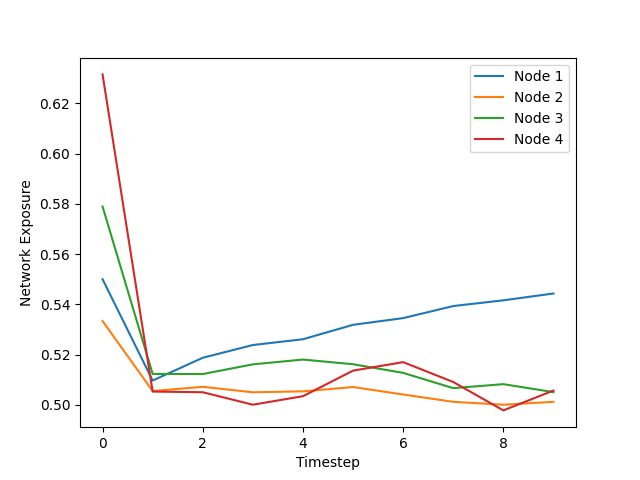 Node 1
Node 2
Node 3
Node 4
0.62
0.60
0.58
0.56
0.54
0.52
0.50
Network Exposure
0 2 4 6 8
Timestep